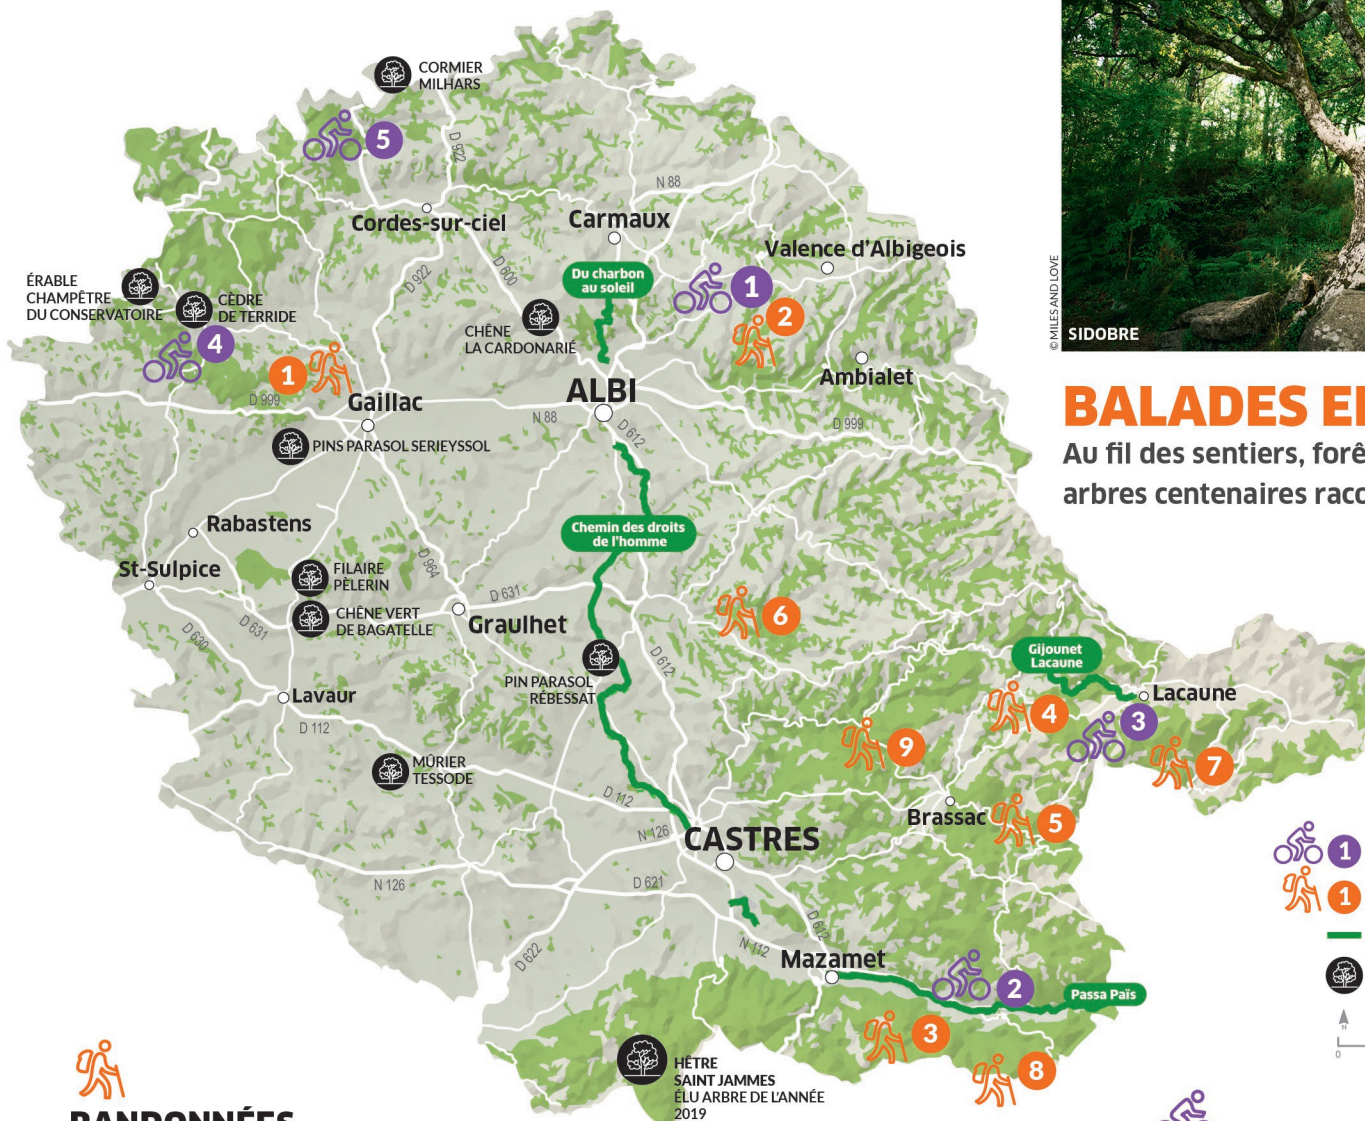 CORMIER
MILHARS
5
D 922
N 88
Cordes-sur-ciel
Carmaux
Valence d'Albigeois
Du charbon
au soleil
1
2
ÉRABLE
CHAMPÊTRE
DU CONSERVATOIRE
CÈDRE
DE TERRIDE
D 922
D 600
CHÊNE
LA CARDONARIÉ
4
1
D 999
Gaillac
ALBI
Ambialet
N 88
D 612
D 999
PINS PARASOL SERIEYSSOL
Rabastens
Chemin des droits
de l'homme
St-Sulpice
FILAIRE
PÈLERIN
D 964
CHÊNE VERT
DE BAGATELLE
D 631
D 631
D 630
Graulhet
6
D 612
PIN PARASOL
RÉBESSAT
Gijounet
Lacaune
Lacaune
Lavaur
D 112
4
3
9
7
MÛRIER
TESSODE
D 112
Brassac
5
N 126
CASTRES
N 126
D 621
D 612
D 622
N 112
Mazamet
2
Passa Païs
3
8
HÊTRE
SAINT JAMMES
ÉLU ARBRE DE L'ANNÉE
2019
© MILES AND LOVE
SIDOBRE
BALADES
Au fil des sentiers,
arbres centenaires
1
1
N
0
RANDONNÉES